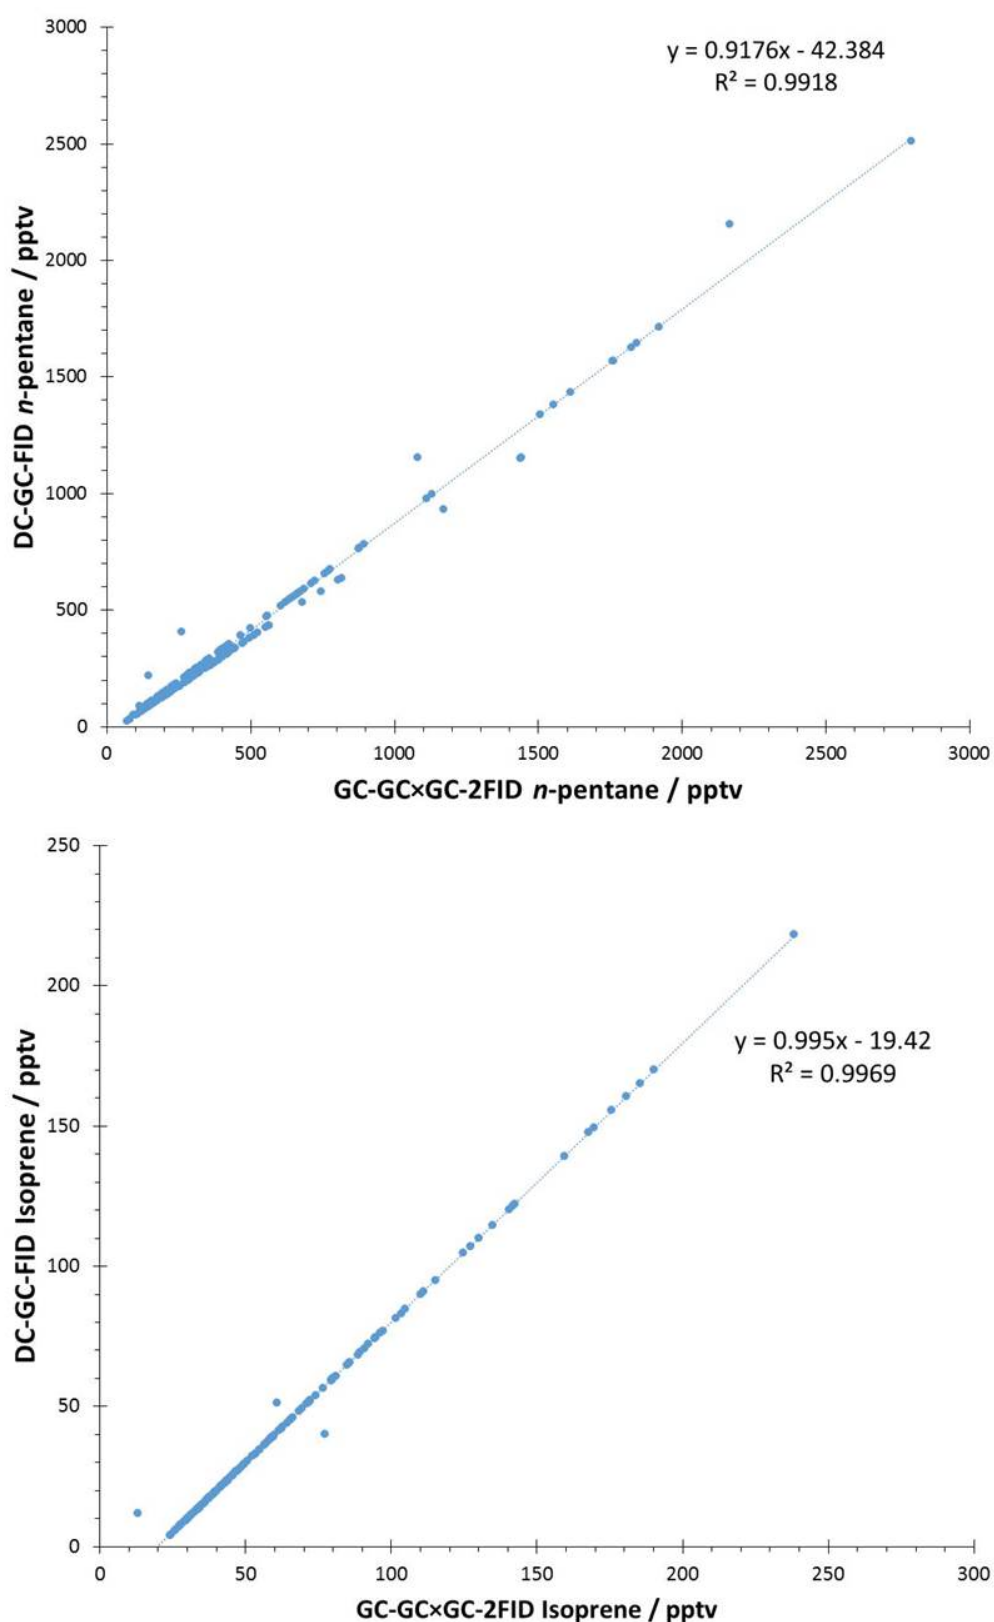 3000
y = 0.9176x - 42.384
R² = 0.9918
2500
2000
1500
1000
500
0
DC-GC-FID n-pentane / pptv
0 500 1000 1500 2000 2500 3000
GC-GC×GC-2FID n-pentane / pptv
250
200
y = 0.995x - 19.42
R² = 0.9969
150
100
50
0
DC-GC-FID Isoprene / pptv
0 50 100 150 200 250 300
GC-GC×GC-2FID Isoprene / pptv